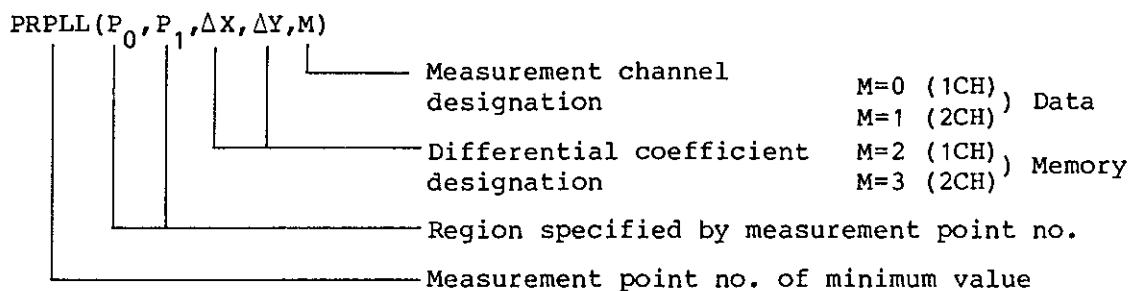 PRPLL(P0,P1,ΔX,ΔY,M)
Measurement channel designation
M=0 (1CH)
M=1 (2CH) ) Data
Differential coefficient designation
M=2 (1CH)
M=3 (2CH) ) Memory
Region specified by measurement point no.
Measurement point no. of minimum value